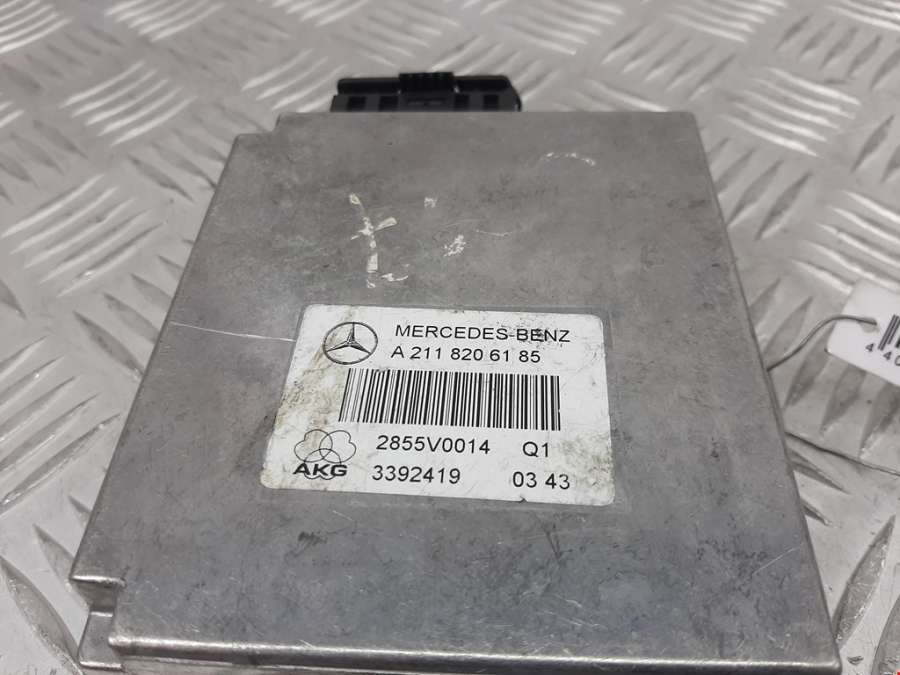 MERCEDES-BENZ
A 211 820 61 85
2855V0014 Q1
AKG
3392419 03 43